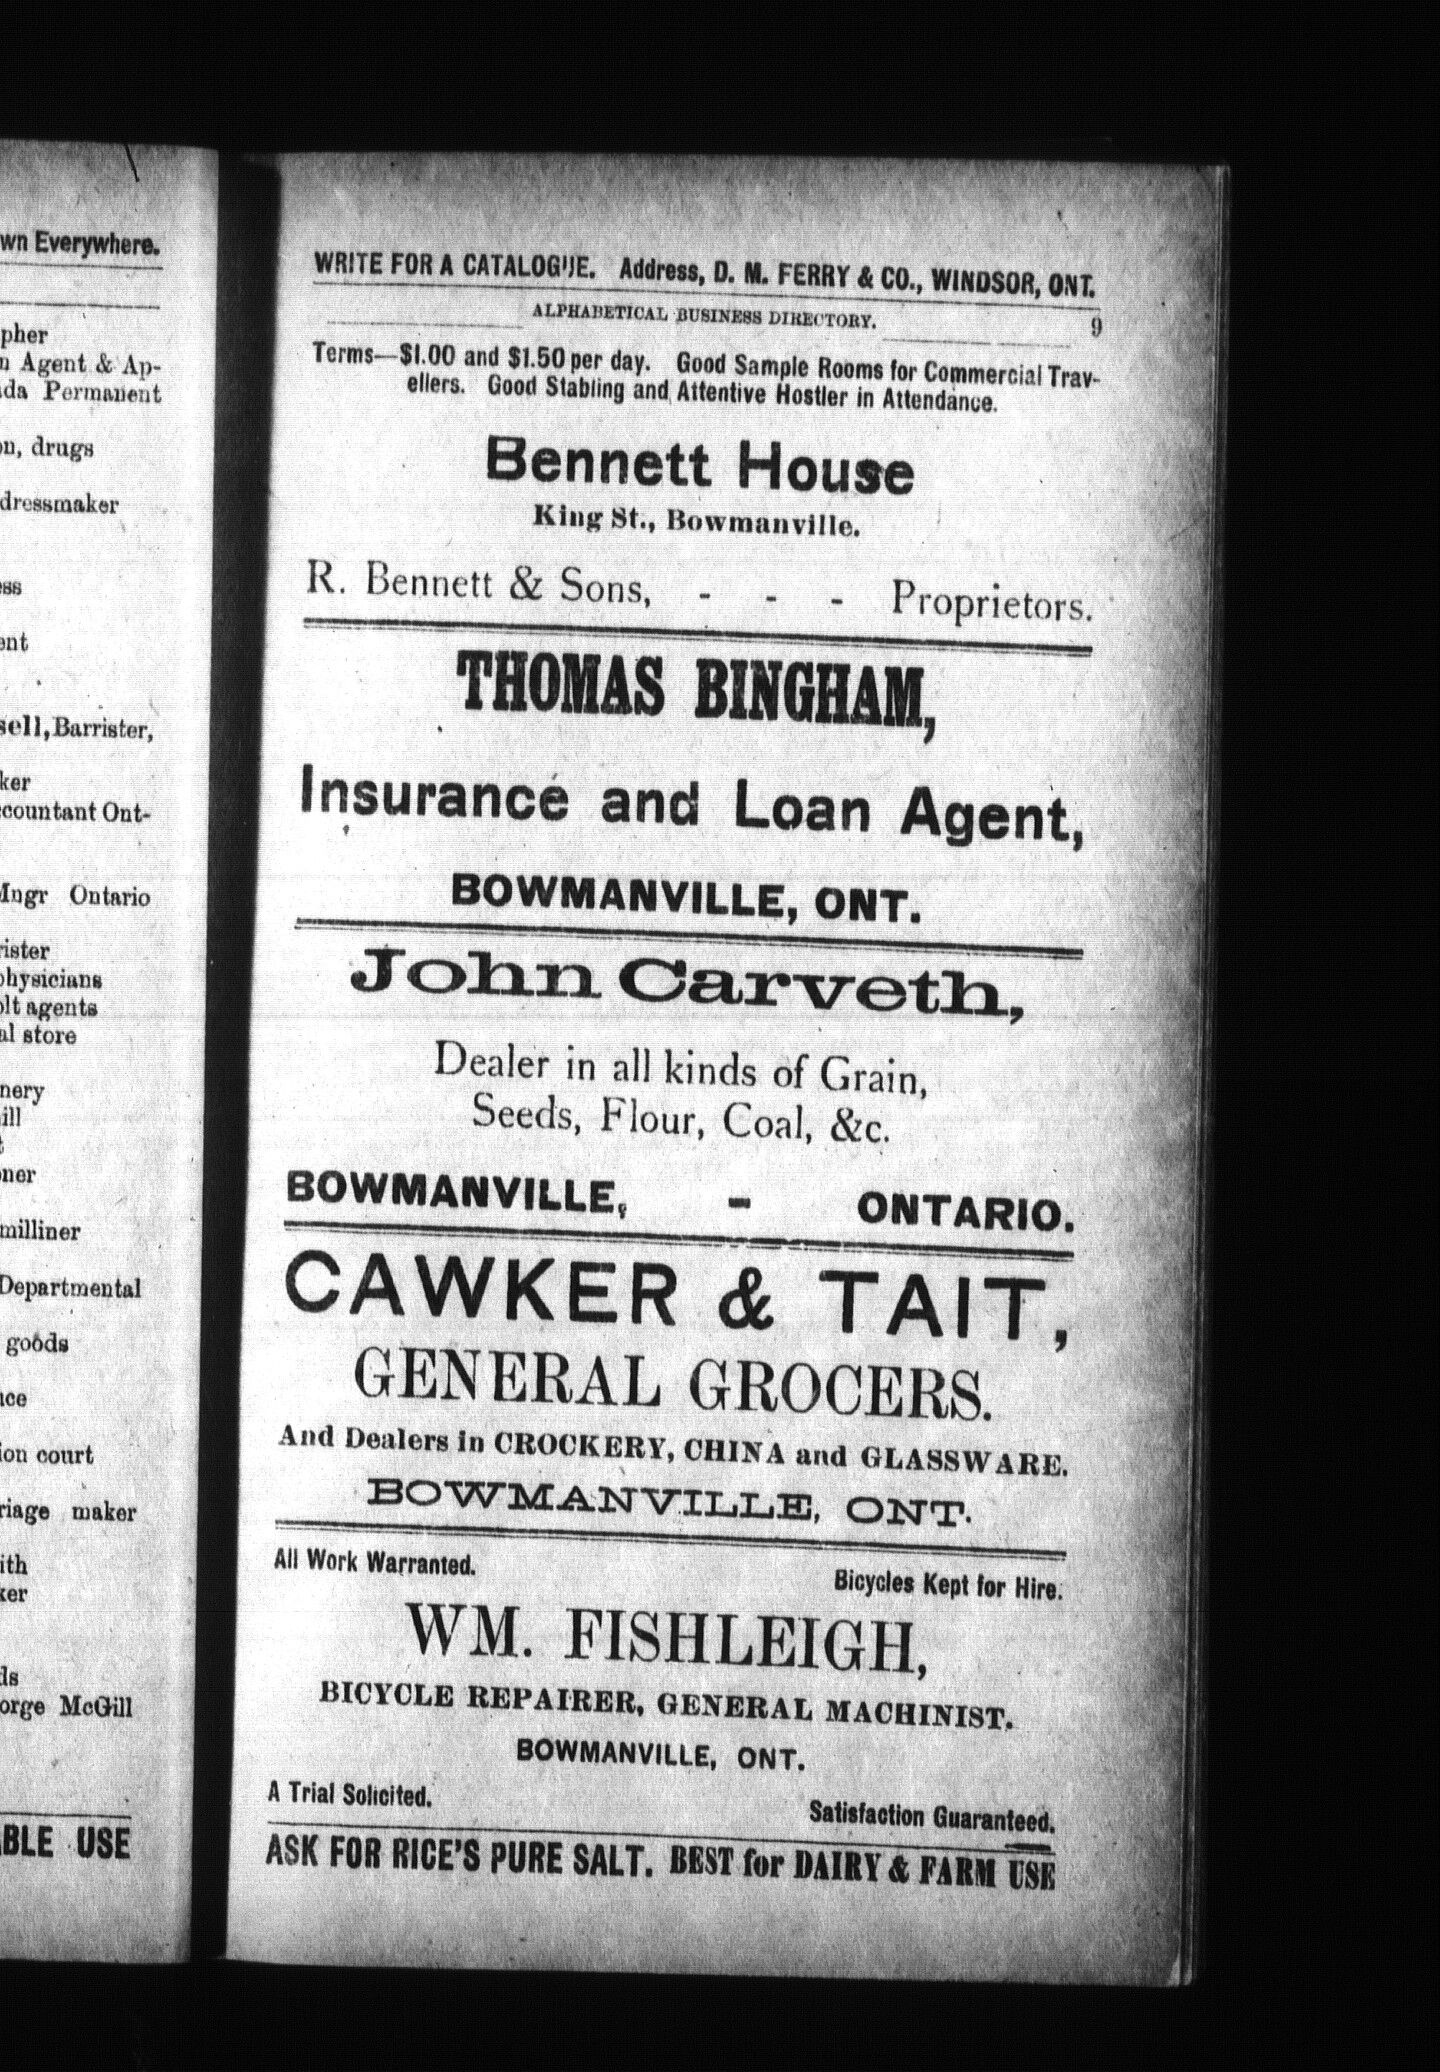 wn Everywhere.
pher
n Agent & Ap-
da Permanent
on, drugs
dressmaker
ess
ent
sell, Barrister,
ker
ccountant Ont-
Mngr Ontario
rister
physicians
olt agents
al store
nery
ill
t
oner
milliner
Departmental
goods
nce
ion court
riage maker
ith
ker
ds
orge McGill
ABLE USE
WRITE FOR A CATALOGUE. Address, D. M. FERRY & CO., WINDSOR, ONT.
ALPHABETICAL BUSINESS DIRECTORY. 9
Terms—$1.00 and $1.50 per day. Good Sample Rooms for Commercial Trav-
ellers. Good Stabling and Attentive Hostler in Attendance.
Bennett House
King St., Bowmanville.
R. Bennett & Sons, - - - Proprietors.
THOMAS BINGHAM,
Insurance and Loan Agent,
BOWMANVILLE, ONT.
John Carveth,
Dealer in all kinds of Grain,
Seeds, Flour, Coal, &c.
BOWMANVILLE, - ONTARIO.
CAWKER & TAIT,
GENERAL GROCERS.
And Dealers in CROCKERY, CHINA and GLASSWARE.
BOWMANVILLE, ONT.
All Work Warranted. Bicycles Kept for Hire.
WM. FISHLEIGH,
BICYCLE REPAIRER, GENERAL MACHINIST.
BOWMANVILLE, ONT.
A Trial Solicited. Satisfaction Guaranteed.
ASK FOR RICE'S PURE SALT. BEST for DAIRY & FARM USE